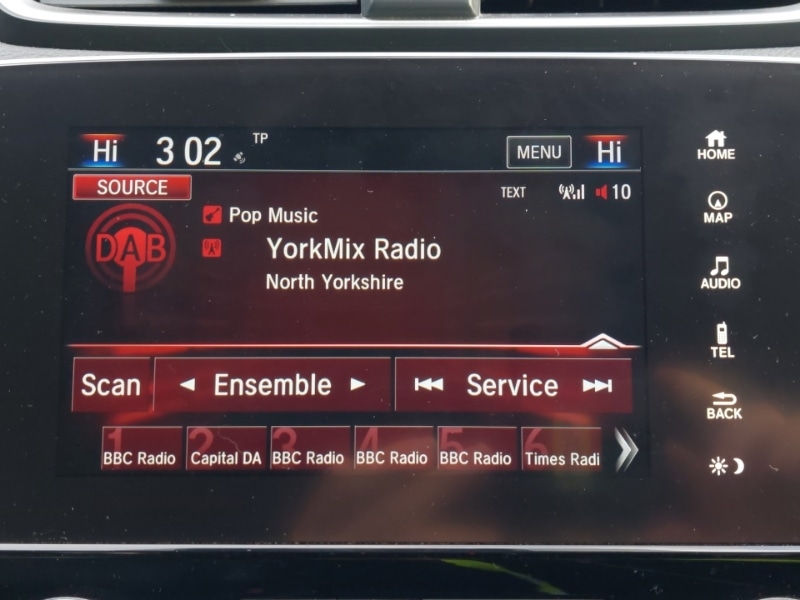 Hi 3 02 TP MENU Hi
SOURCE TEXT 10
DAB
Pop Music
YorkMix Radio
North Yorkshire
Scan Ensemble Service
1 2 3 4 5 6
BBC Radio Capital DA BBC Radio BBC Radio BBC Radio Times Radi
HOME
MAP
AUDIO
TEL
BACK